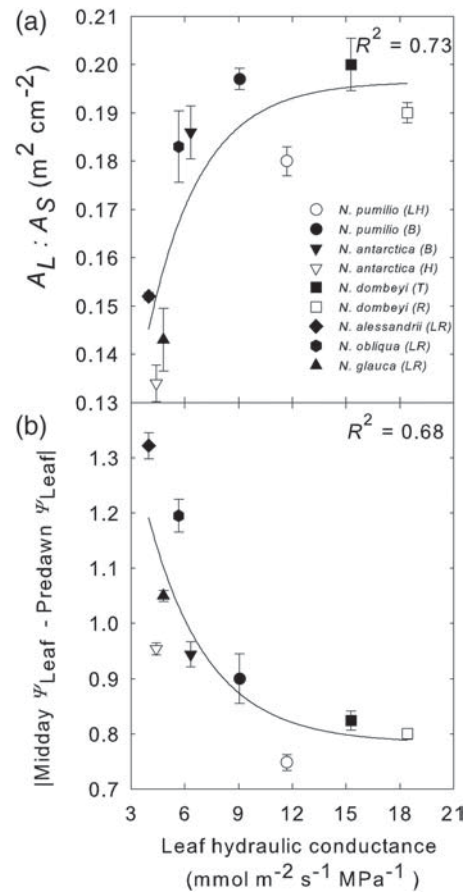 (a)
R² = 0.73
A_L : A_S (m² cm⁻²)
0.21
0.20
0.19
0.18
0.17
0.16
0.15
0.14
0.13
N. pumilio (LH)
N. pumilio (B)
N. antarctica (B)
N. antarctica (H)
N. dombeyi (T)
N. dombeyi (R)
N. alessandrii (LR)
N. obliqua (LR)
N. glauca (LR)
(b)
R² = 0.68
|Midday Ψ_Leaf - Predawn Ψ_Leaf|
1.3
1.2
1.1
1.0
0.9
0.8
0.7
3 6 9 12 15 18 21
Leaf hydraulic conductance
(mmol m⁻² s⁻¹ MPa⁻¹)